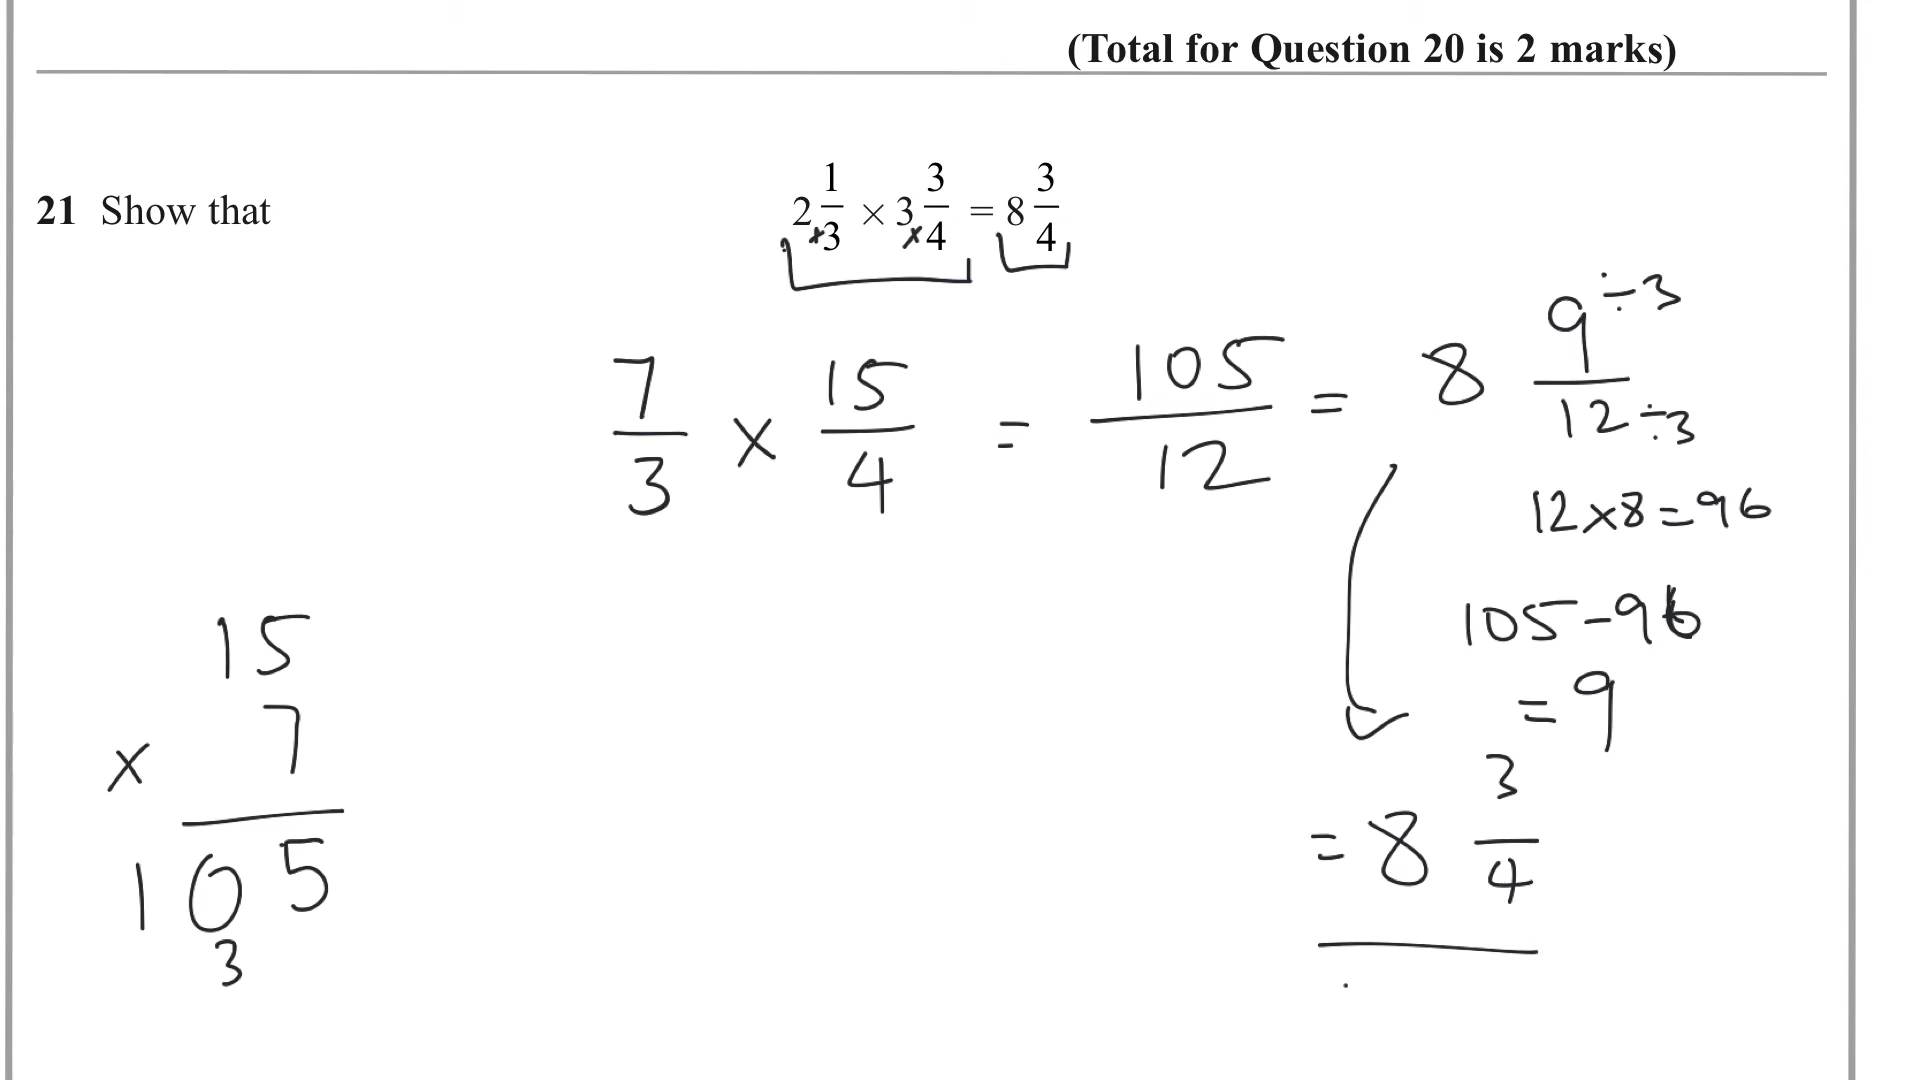 (Total for Question 20 is 2 marks)
21 Show that 2 1/3 × 3 3/4 = 8 3/4
× ×
7/3 × 15/4 = 105/12 = 8 9÷3/12÷3
12×8=96
105-96
=9
= 8 3/4
15
× 7
105
3